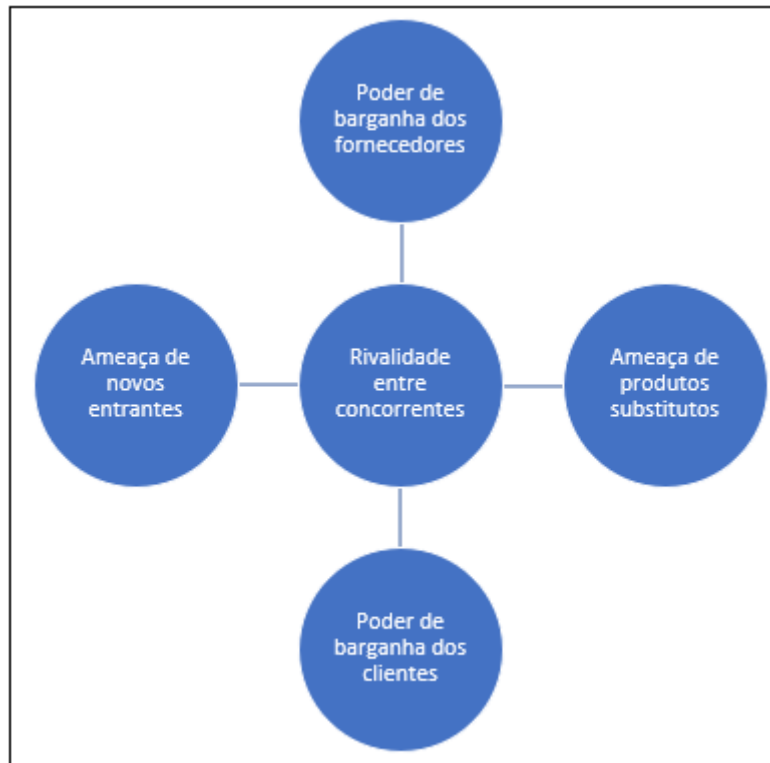 Poder de
barganha dos
fornecedores
Ameaça de
novos
entrantes
Rivalidade
entre
concorrentes
Ameaça de
produtos
substitutos
Poder de
barganha dos
clientes